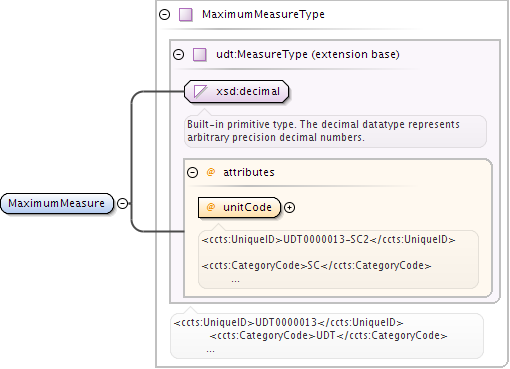 MaximumMeasureType
udt:MeasureType (extension base)
xsd:decimal
Built-in primitive type. The decimal datatype represents
arbitrary precision decimal numbers.
@ attributes
MaximumMeasure
@ unitCode
<ccts:UniqueID>UDT0000013-SC2</ccts:UniqueID>
<ccts:CategoryCode>SC</ccts:CategoryCode>
...
<ccts:UniqueID>UDT0000013</ccts:UniqueID>
<ccts:CategoryCode>UDT</ccts:CategoryCode>
...